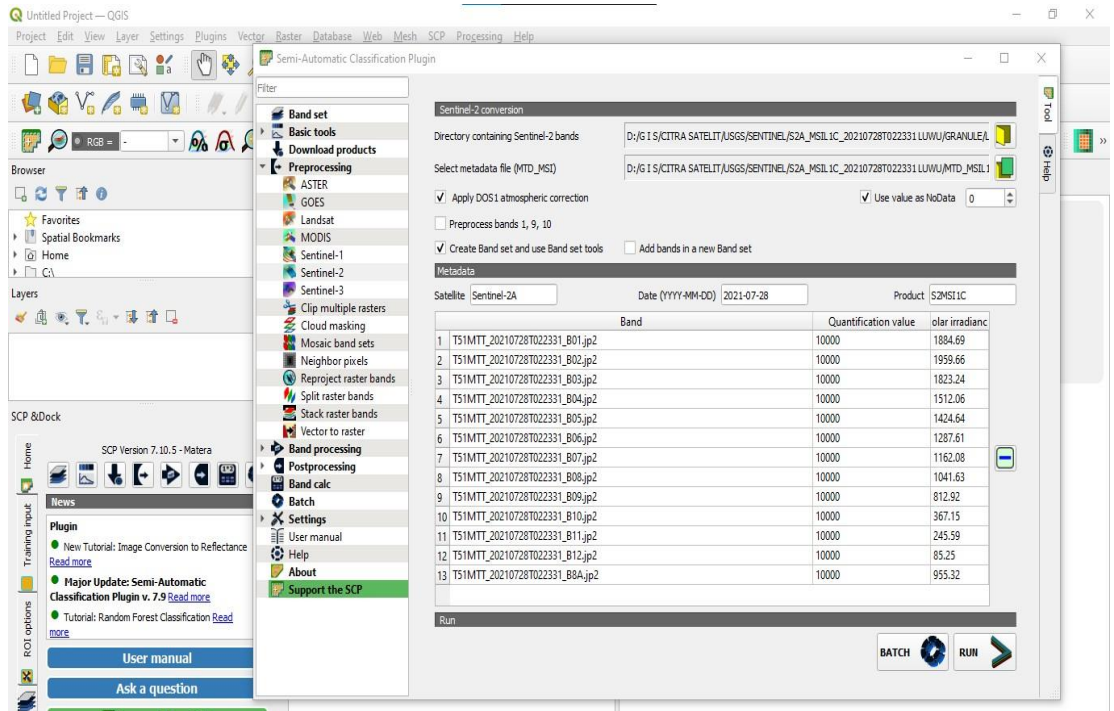 Untitled Project — QGIS
Project Edit View Layer Settings Plugins Vector Raster Database Web Mesh SCP Processing Help
RGB = -
Browser
Favorites
Spatial Bookmarks
Home
C:\
Layers
SCP &Dock
Home
Training input
ROI options
SCP Version 7.10.5 - Matera
News
Plugin
New Tutorial: Image Conversion to Reflectance
Read more
Major Update: Semi-Automatic
Classification Plugin v. 7.9 Read more
Tutorial: Random Forest Classification Read
more
User manual
Ask a question
Semi-Automatic Classification Plugin
Filter
Band set
Basic tools
Download products
Preprocessing
ASTER
GOES
Landsat
MODIS
Sentinel-1
Sentinel-2
Sentinel-3
Clip multiple rasters
Cloud masking
Mosaic band sets
Neighbor pixels
Reproject raster bands
Split raster bands
Stack raster bands
Vector to raster
Band processing
Postprocessing
Band calc
Batch
Settings
User manual
Help
About
Support the SCP
Sentinel-2 conversion
Directory containing Sentinel-2 bands D:/G I S/CITRA SATELIT/USGS/SENTINEL/S2A_MSIL1C_20210728T022331 LUWU/GRANULE/L
Select metadata file (MTD_MSI) D:/G I S/CITRA SATELIT/USGS/SENTINEL/S2A_MSIL1C_20210728T022331 LUWU/MTD_MSIL1
Apply DOS1 atmospheric correction Use value as NoData 0
Preprocess bands 1, 9, 10
Create Band set and use Band set tools Add bands in a new Band set
Metadata
Satellite Sentinel-2A Date (YYYY-MM-DD) 2021-07-28 Product S2MSI1C
Band Quantification value olar irradianc
1 T51MTT_20210728T022331_B01.jp2 10000 1884.69
2 T51MTT_20210728T022331_B02.jp2 10000 1959.66
3 T51MTT_20210728T022331_B03.jp2 10000 1823.24
4 T51MTT_20210728T022331_B04.jp2 10000 1512.06
5 T51MTT_20210728T022331_B05.jp2 10000 1424.64
6 T51MTT_20210728T022331_B06.jp2 10000 1287.61
7 T51MTT_20210728T022331_B07.jp2 10000 1162.08
8 T51MTT_20210728T022331_B08.jp2 10000 1041.63
9 T51MTT_20210728T022331_B09.jp2 10000 812.92
10 T51MTT_20210728T022331_B10.jp2 10000 367.15
11 T51MTT_20210728T022331_B11.jp2 10000 245.59
12 T51MTT_20210728T022331_B12.jp2 10000 85.25
13 T51MTT_20210728T022331_B8A.jp2 10000 955.32
Run
BATCH RUN
Tool
Help